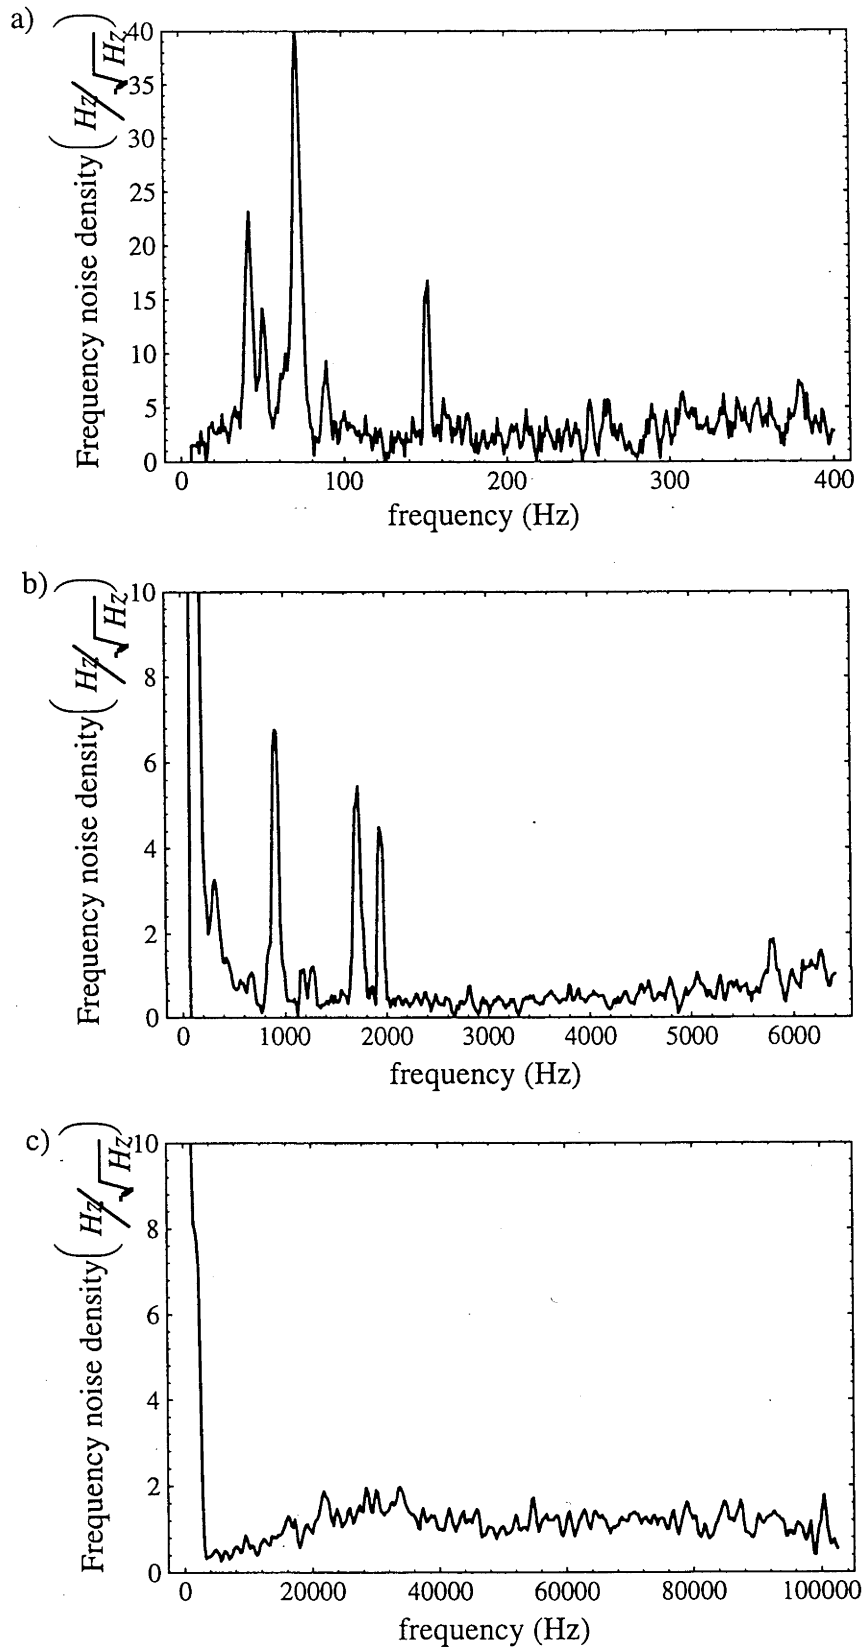 a)
Frequency noise density (Hz/√Hz)
40
35
30
25
20
15
10
5
0
0 100 200 300 400
frequency (Hz)
b)
Frequency noise density (Hz/√Hz)
10
8
6
4
2
0
0 1000 2000 3000 4000 5000 6000
frequency (Hz)
c)
Frequency noise density (Hz/√Hz)
10
8
6
4
2
0
0 20000 40000 60000 80000 100000
frequency (Hz)